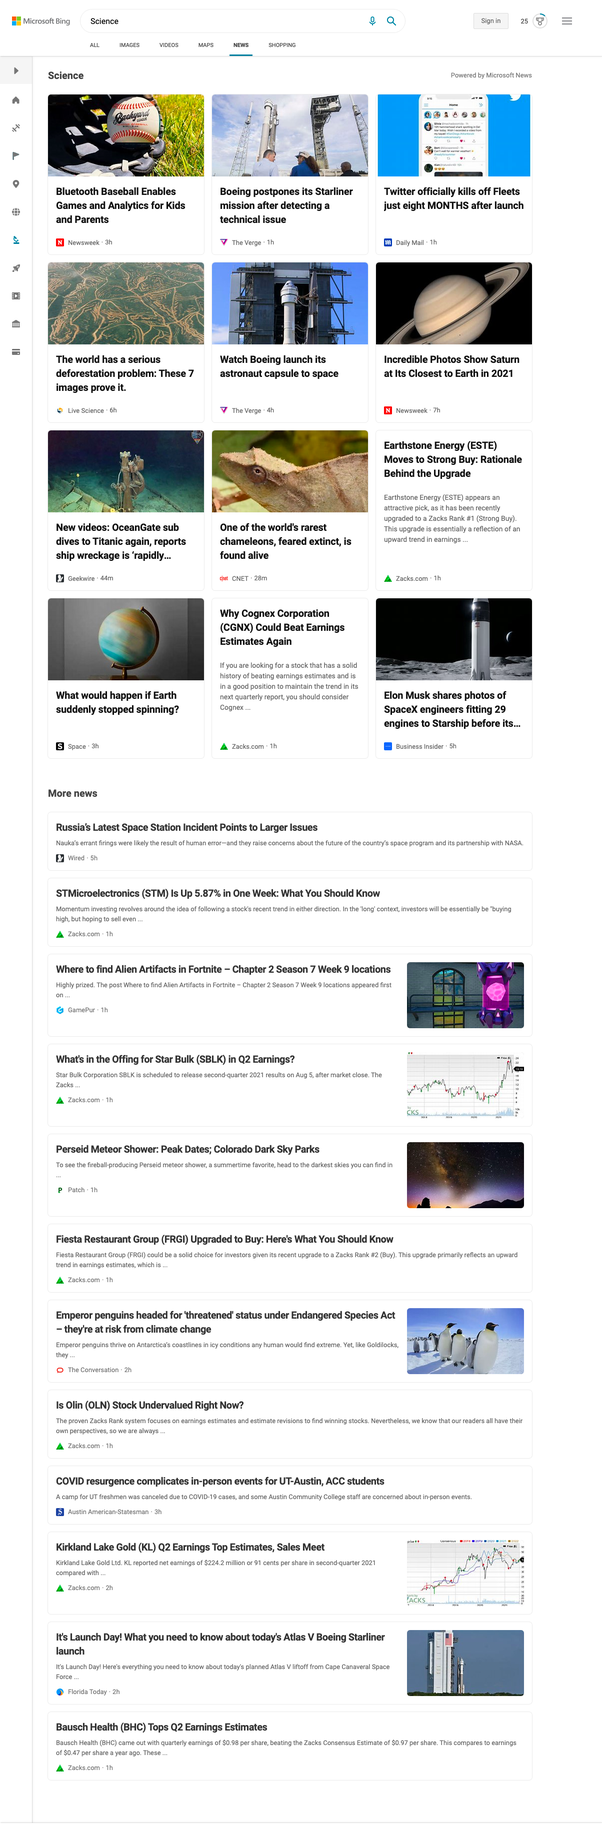 Microsoft Bing
Science
Sign in
25
ALL
IMAGES
VIDEOS
MAPS
NEWS
SHOPPING
Science
Powered by Microsoft News
Backyard
Bluetooth Baseball Enables
Games and Analytics for Kids
and Parents
Newsweek · 3h
Boeing postpones its Starliner
mission after detecting a
technical issue
The Verge · 1h
Home
Twitter officially kills off Fleets
just eight MONTHS after launch
Daily Mail · 1h
The world has a serious
deforestation problem: These 7
images prove it.
Live Science · 6h
Watch Boeing launch its
astronaut capsule to space
The Verge · 4h
Incredible Photos Show Saturn
at Its Closest to Earth in 2021
Newsweek · 7h
New videos: OceanGate sub
dives to Titanic again, reports
ship wreckage is 'rapidly...
Geekwire · 44m
One of the world's rarest
chameleons, feared extinct, is
found alive
CNET · 28m
Earthstone Energy (ESTE)
Moves to Strong Buy: Rationale
Behind the Upgrade
Earthstone Energy (ESTE) appears an
attractive pick, as it has been recently
upgraded to a Zacks Rank #1 (Strong Buy).
This upgrade is essentially a reflection of an
upward trend in earnings ...
Zacks.com · 1h
What would happen if Earth
suddenly stopped spinning?
Space · 3h
Why Cognex Corporation
(CGNX) Could Beat Earnings
Estimates Again
If you are looking for a stock that has a solid
history of beating earnings estimates and is
in a good position to maintain the trend in its
next quarterly report, you should consider
Cognex ...
Zacks.com · 1h
Elon Musk shares photos of
SpaceX engineers fitting 29
engines to Starship before its...
Business Insider · 5h
More news
Russia's Latest Space Station Incident Points to Larger Issues
Nauka's errant firings were likely the result of human error—and they raise concerns about the future of the country's space program and its partnership with NASA.
Wired · 5h
STMicroelectronics (STM) Is Up 5.87% in One Week: What You Should Know
Momentum investing revolves around the idea of following a stock's recent trend in either direction. In the 'long' context, investors will be essentially be "buying
high, but hoping to sell even ...
Zacks.com · 1h
Where to find Alien Artifacts in Fortnite – Chapter 2 Season 7 Week 9 locations
Highly prized. The post Where to find Alien Artifacts in Fortnite – Chapter 2 Season 7 Week 9 locations appeared first
on ...
GamePur · 1h
What's in the Offing for Star Bulk (SBLK) in Q2 Earnings?
Star Bulk Corporation SBLK is scheduled to release second-quarter 2021 results on Aug 5, after market close. The
Zacks ...
Zacks.com · 1h
Perseid Meteor Shower: Peak Dates; Colorado Dark Sky Parks
To see the fireball-producing Perseid meteor shower, a summertime favorite, head to the darkest skies you can find in
...
Patch · 1h
Fiesta Restaurant Group (FRGI) Upgraded to Buy: Here's What You Should Know
Fiesta Restaurant Group (FRGI) could be a solid choice for investors given its recent upgrade to a Zacks Rank #2 (Buy). This upgrade primarily reflects an upward
trend in earnings estimates, which is ...
Zacks.com · 1h
Emperor penguins headed for 'threatened' status under Endangered Species Act
– they're at risk from climate change
Emperor penguins thrive on Antarctica's coastlines in icy conditions any human would find extreme. Yet, like Goldilocks,
they ...
The Conversation · 2h
Is Olin (OLN) Stock Undervalued Right Now?
The proven Zacks Rank system focuses on earnings estimates and estimate revisions to find winning stocks. Nevertheless, we know that our readers all have their
own perspectives, so we are always ...
Zacks.com · 1h
COVID resurgence complicates in-person events for UT-Austin, ACC students
A camp for UT freshmen was canceled due to COVID-19 cases, and some Austin Community College staff are concerned about in-person events.
Austin American-Statesman · 3h
Kirkland Lake Gold (KL) Q2 Earnings Top Estimates, Sales Meet
Kirkland Lake Gold Ltd. KL reported net earnings of $224.2 million or 91 cents per share in second-quarter 2021
compared with ...
Zacks.com · 2h
It's Launch Day! What you need to know about today's Atlas V Boeing Starliner
launch
It's Launch Day! Here's everything you need to know about today's planned Atlas V liftoff from Cape Canaveral Space
Force ...
Florida Today · 2h
Bausch Health (BHC) Tops Q2 Earnings Estimates
Bausch Health (BHC) came out with quarterly earnings of $0.98 per share, beating the Zacks Consensus Estimate of $0.97 per share. This compares to earnings
of $0.47 per share a year ago. These ...
Zacks.com · 1h